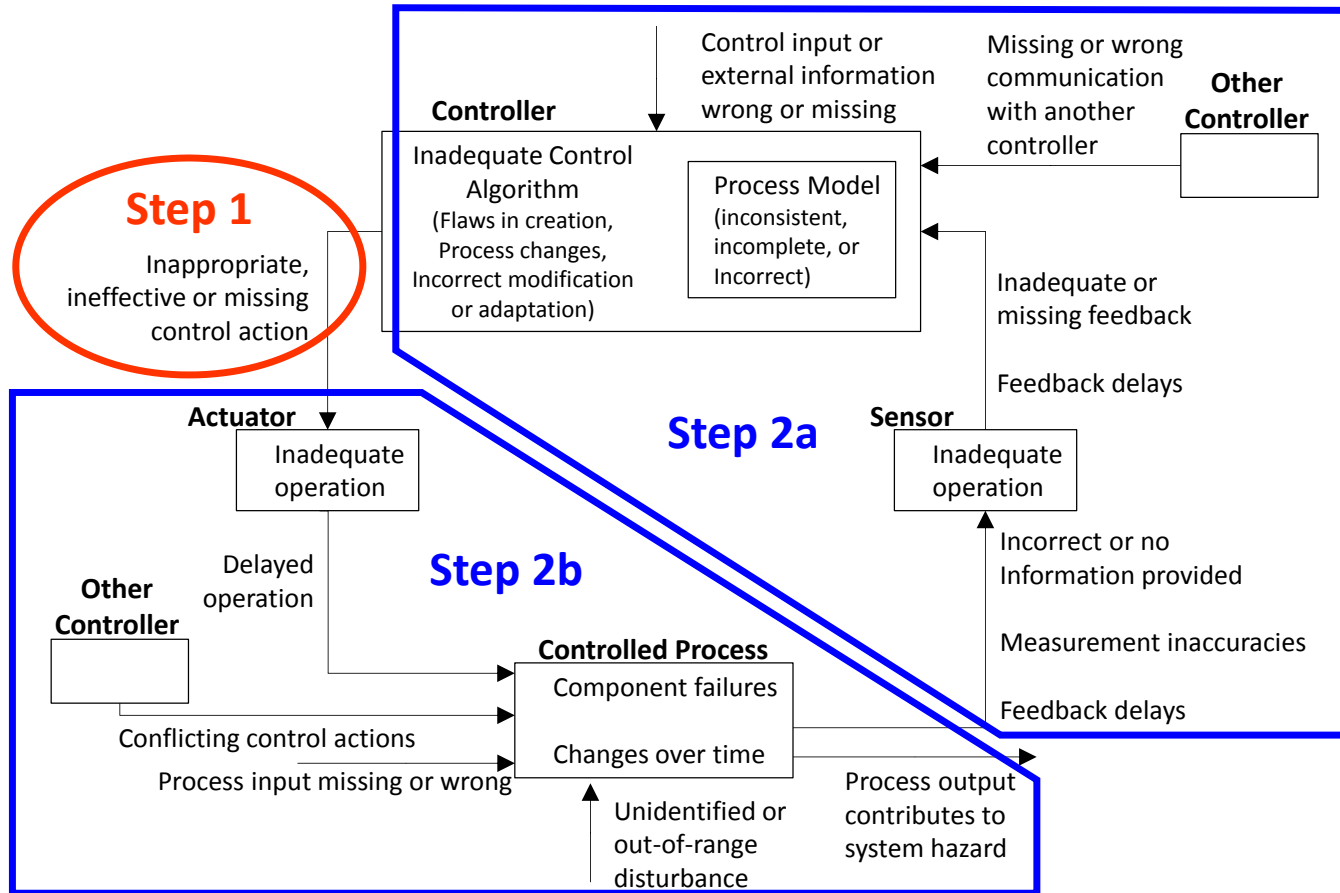 Control input or
external information
wrong or missing
Missing or wrong
communication
with another
controller
Other
Controller
Controller
Inadequate Control
Algorithm
(Flaws in creation,
Process changes,
Incorrect modification
or adaptation)
Process Model
(inconsistent,
incomplete, or
Incorrect)
Step 1
Inappropriate,
ineffective or missing
control action
Inadequate or
missing feedback
Feedback delays
Actuator
Inadequate
operation
Step 2a
Sensor
Inadequate
operation
Delayed
operation
Step 2b
Incorrect or no
Information provided
Measurement inaccuracies
Feedback delays
Other
Controller
Controlled Process
Component failures
Changes over time
Conflicting control actions
Process input missing or wrong
Unidentified or
out-of-range
disturbance
Process output
contributes to
system hazard